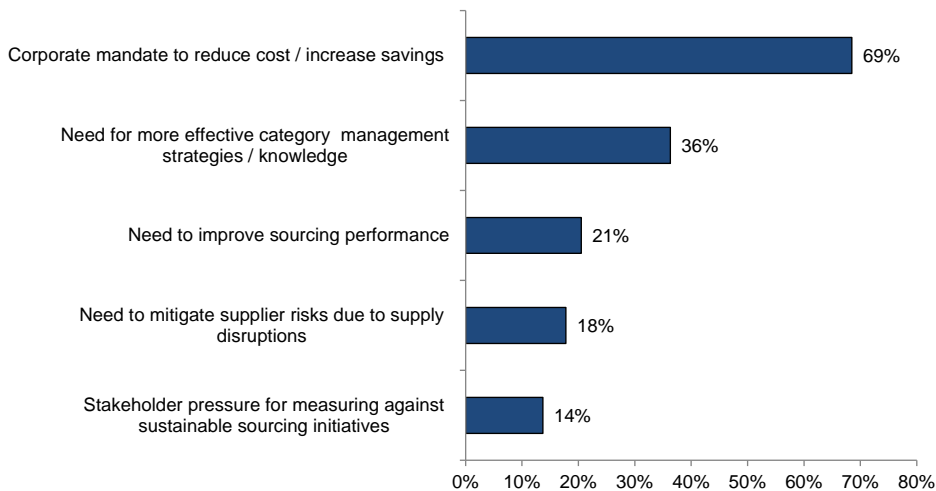 Corporate mandate to reduce cost / increase savings
69%
Need for more effective category management
strategies / knowledge
36%
Need to improve sourcing performance
21%
Need to mitigate supplier risks due to supply
disruptions
18%
Stakeholder pressure for measuring against
sustainable sourcing initiatives
14%
0% 10% 20% 30% 40% 50% 60% 70% 80%